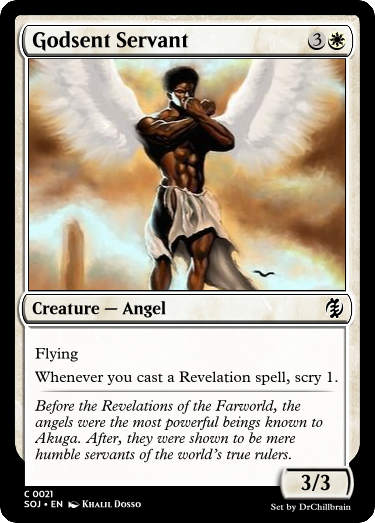 Godsent Servant 3
Creature — Angel
Flying
Whenever you cast a Revelation spell, scry 1.
Before the Revelations of the Farworld, the
angels were the most powerful beings known to
Akuga. After, they were shown to be mere
humble servants of the world's true rulers.
3/3
C 0021
SOJ • EN Khalil Dosso
Set by DrChillbrain